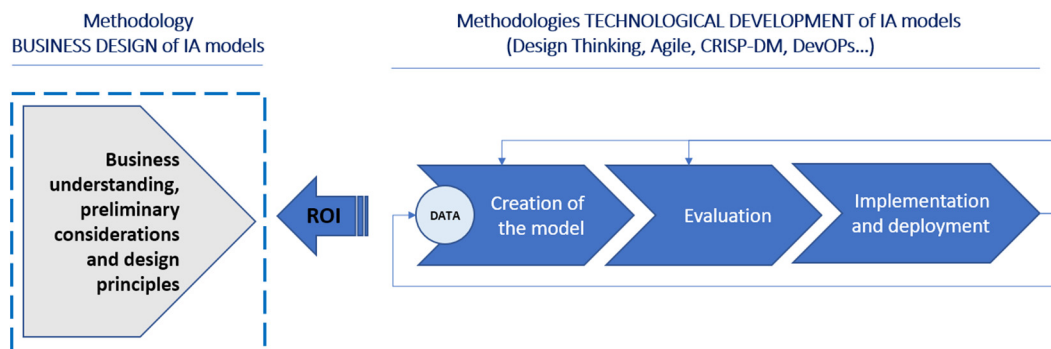 Methodology
BUSINESS DESIGN of IA models
Methodologies TECHNOLOGICAL DEVELOPMENT of IA models
(Design Thinking, Agile, CRISP-DM, DevOPs...)
Business
understanding,
preliminary
considerations
and design
principles
ROI
DATA
Creation of
the model
Evaluation
Implementation
and deployment